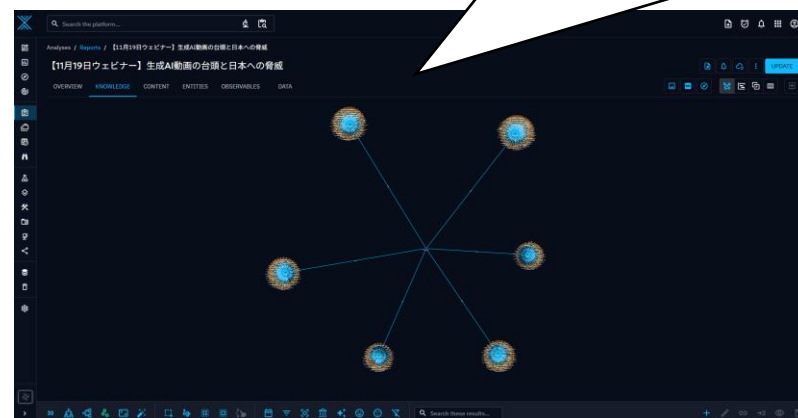 Search the platform...
Analyses / Reports / 【11月19日ウェビナー】生成AI動画の台頭と日本への脅威
【11月19日ウェビナー】生成AI動画の台頭と日本への脅威
UPDATE
OVERVIEW KNOWLEDGE CONTENT ENTITIES OBSERVABLES DATA
Search these results...